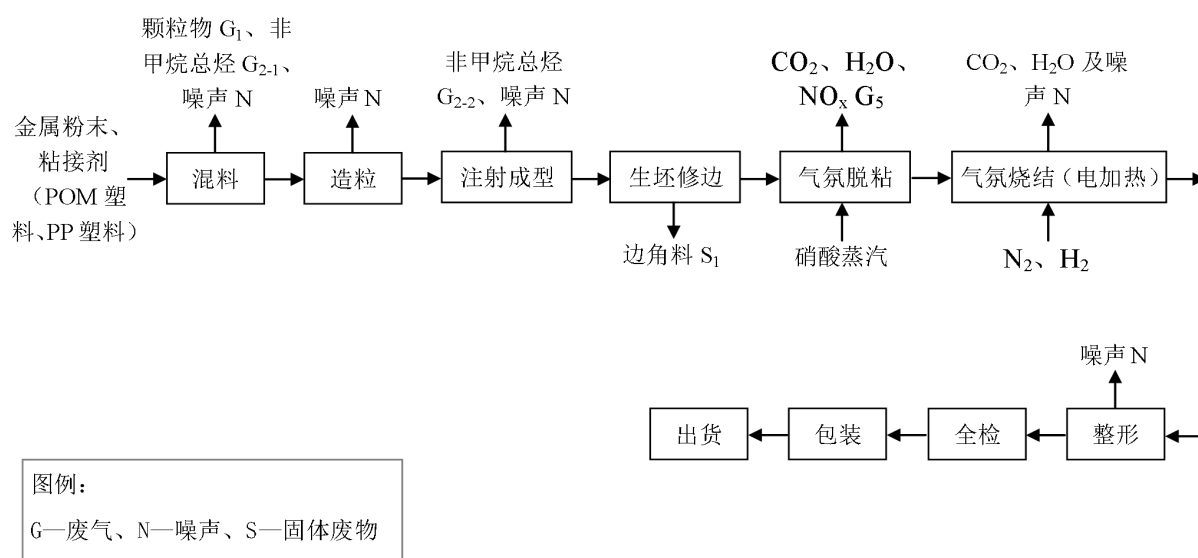 颗粒物 G₁、非
甲烷总烃 G₂₋₁、
噪声 N
噪声 N
非甲烷总烃
G₂₋₂、噪声 N
CO₂、H₂O、
NOₓ G₅
CO₂、H₂O 及噪
声 N
金属粉末、
粘接剂
（POM 塑
料、PP 塑料）
混料
造粒
注射成型
生坯修边
气氛脱粘
气氛烧结（电加热）
边角料 S₁
硝酸蒸汽
N₂、H₂
噪声 N
出货
包装
全检
整形
图例：
G—废气、N—噪声、S—固体废物